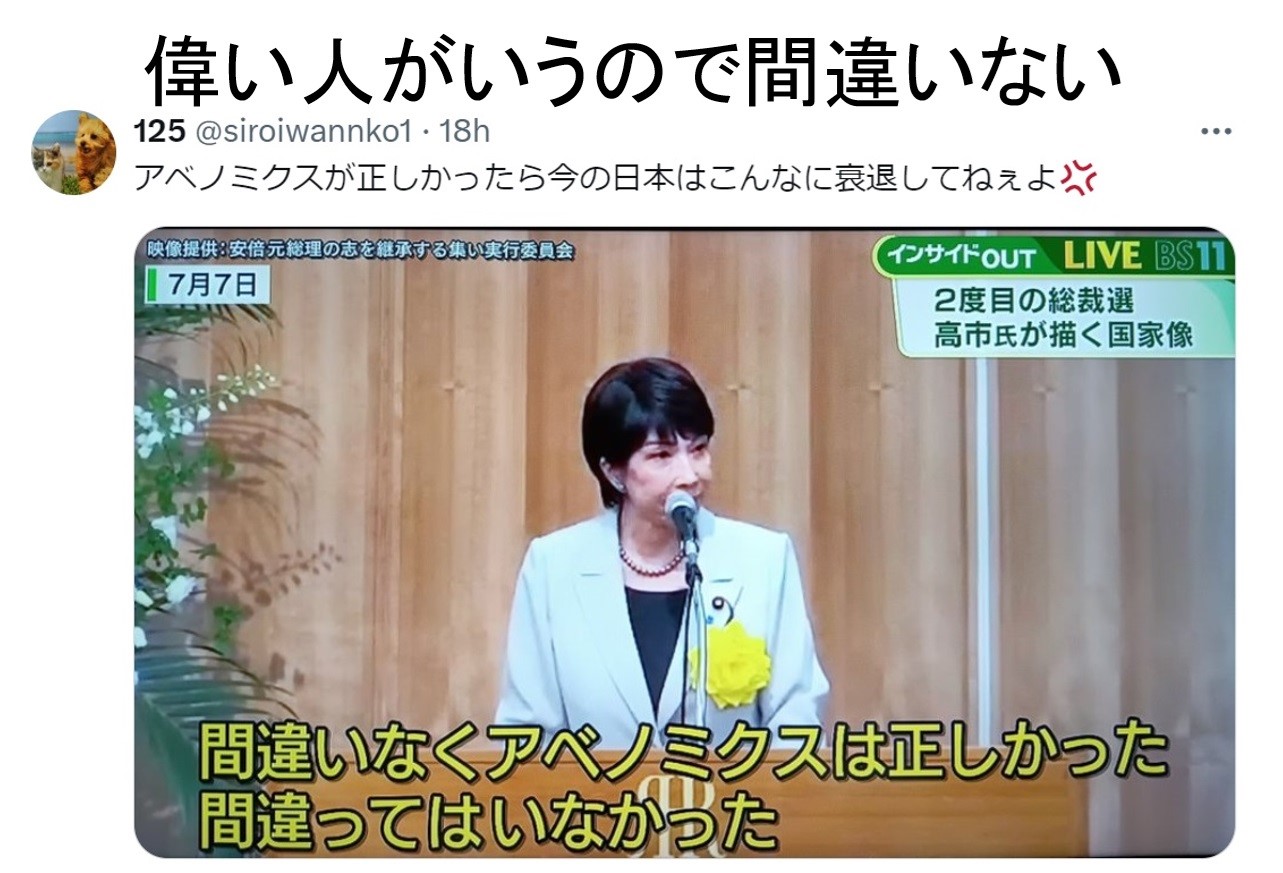 偉い人がいうので間違いない
125 @siroiwannko1 · 18h
アベノミクスが正しかったら今の日本はこんなに衰退してねぇよ💢
映像提供：安倍元総理の志を継承する集い実行委員会
7月7日
インサイドOUT LIVE BS11
2度目の総裁選
高市氏が描く国家像
間違いなくアベノミクスは正しかった
間違ってはいなかった